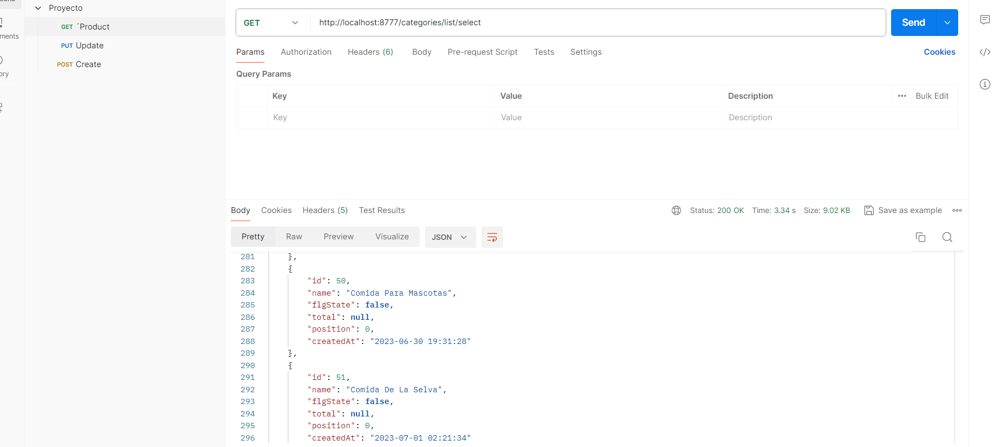 Proyecto
GET ´Product
ments
PUT Update
POST Create
ory
GET http://localhost:8777/categories/list/select Send
Params Authorization Headers (6) Body Pre-request Script Tests Settings Cookies
Query Params
Key Value Description Bulk Edit
Key Value Description
Body Cookies Headers (5) Test Results Status: 200 OK Time: 3.34 s Size: 9.02 KB Save as example
Pretty Raw Preview Visualize JSON
281 },
282 {
283 "id": 50,
284 "name": "Comida Para Mascotas",
285 "flgState": false,
286 "total": null,
287 "position": 0,
288 "createdAt": "2023-06-30 19:31:28"
289 },
290 {
291 "id": 51,
292 "name": "Comida De La Selva",
293 "flgState": false,
294 "total": null,
295 "position": 0,
296 "createdAt": "2023-07-01 02:21:34"